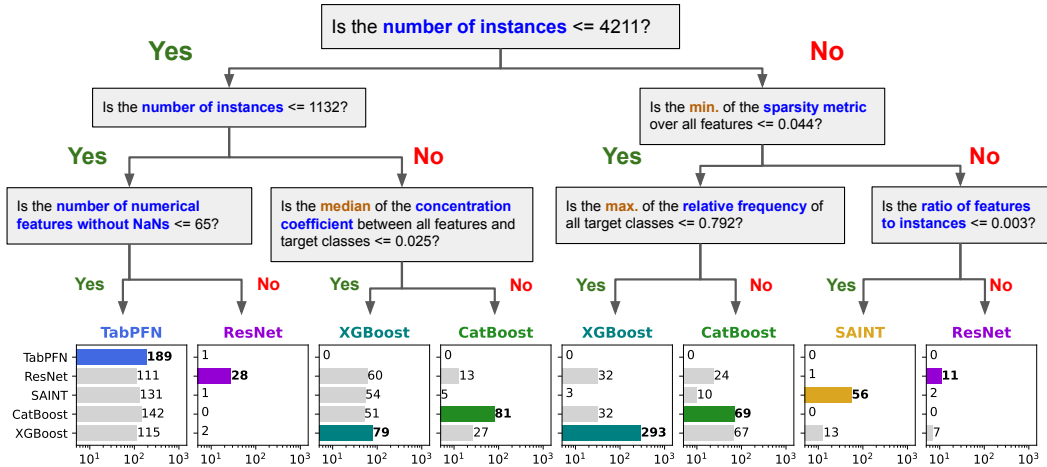 Is the number of instances <= 4211?
Yes
No
Is the number of instances <= 1132?
Is the min. of the sparsity metric
over all features <= 0.044?
Yes
No
Yes
No
Is the number of numerical
features without NaNs <= 65?
Is the median of the concentration
coefficient between all features and
target classes <= 0.025?
Is the max. of the relative frequency of
all target classes <= 0.792?
Is the ratio of features
to instances <= 0.003?
Yes
No
Yes
No
Yes
No
Yes
No
TabPFN
ResNet
XGBoost
CatBoost
XGBoost
CatBoost
SAINT
ResNet
TabPFN 189 1 0 0 0 0 0 0
ResNet 111 28 60 13 32 24 1 11
SAINT 131 1 54 5 3 10 56 2
CatBoost 142 0 51 81 32 69 0 0
XGBoost 115 2 79 27 293 67 13 7
10¹ 10² 10³ 10¹ 10² 10³ 10¹ 10² 10³ 10¹ 10² 10³ 10¹ 10² 10³ 10¹ 10² 10³ 10¹ 10² 10³ 10¹ 10² 10³